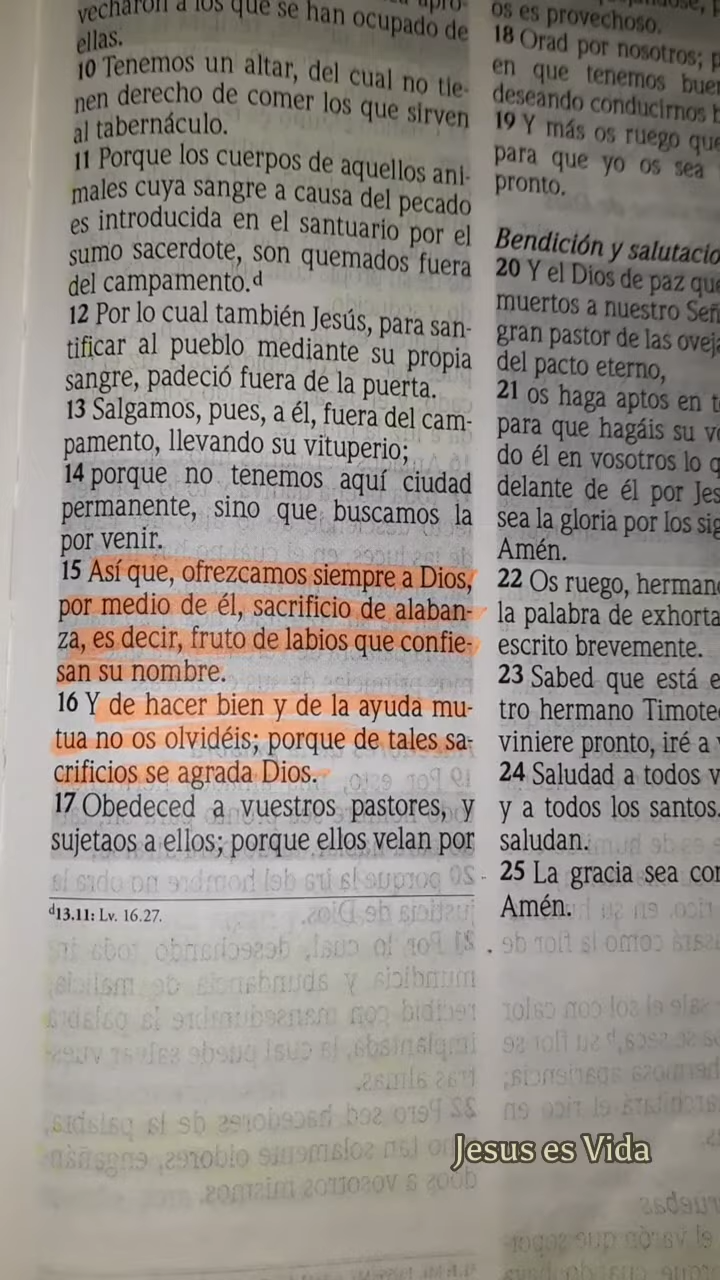 vecharon a los que se han ocupado de
ellas.
10 Tenemos un altar, del cual no tie-
nen derecho de comer los que sirven
al tabernáculo.
11 Porque los cuerpos de aquellos ani-
males cuya sangre a causa del pecado
es introducida en el santuario por el
sumo sacerdote, son quemados fuera
del campamento.d
12 Por lo cual también Jesús, para san-
tificar al pueblo mediante su propia
sangre, padeció fuera de la puerta.
13 Salgamos, pues, a él, fuera del cam-
pamento, llevando su vituperio;
14 porque no tenemos aquí ciudad
permanente, sino que buscamos la
por venir.
15 Así que, ofrezcamos siempre a Dios,
por medio de él, sacrificio de alaban-
za, es decir, fruto de labios que confie-
san su nombre.
16 Y de hacer bien y de la ayuda mu-
tua no os olvidéis; porque de tales sa-
crificios se agrada Dios.
17 Obedeced a vuestros pastores, y
sujetaos a ellos; porque ellos velan por
d13.11: Lv. 16.27.
os es provechoso.
18 Orad por nosotros;
en que tenemos
deseando conducirnos
19 Y más os ruego
para que yo os sea
pronto.
Bendición y
20 Y el Dios de paz
muertos a nuestro
gran pastor de las
del pacto eterno,
21 os haga aptos en
para que hagáis su
do él en vosotros lo
delante de él por
sea la gloria por los
Amén.
22 Os ruego,
la palabra de
escrito brevemente.
23 Sabed que está
tro hermano
viniere pronto, iré a
24 Saludad a todos
y a todos los santos.
saludan.
25 La gracia sea
Amén.
Jesus es Vida